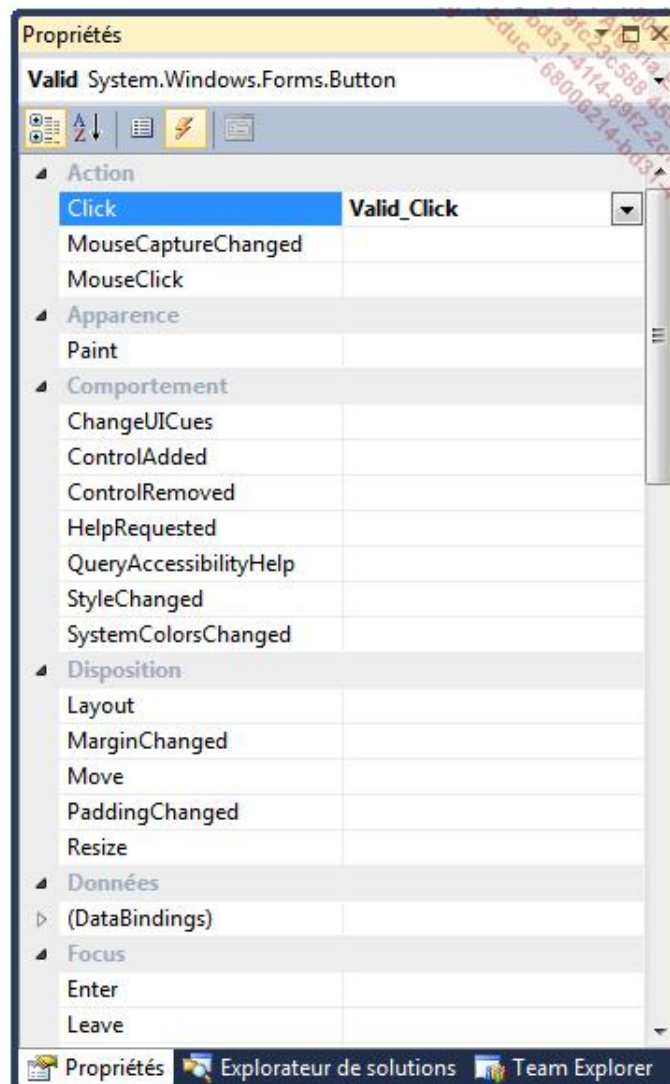 Propriétés
Valid System.Windows.Forms.Button
Action
Click Valid_Click
MouseCaptureChanged
MouseClick
Apparence
Paint
Comportement
ChangeUICues
ControlAdded
ControlRemoved
HelpRequested
QueryAccessibilityHelp
StyleChanged
SystemColorsChanged
Disposition
Layout
MarginChanged
Move
PaddingChanged
Resize
Données
(DataBindings)
Focus
Enter
Leave
Propriétés Explorateur de solutions Team Explorer